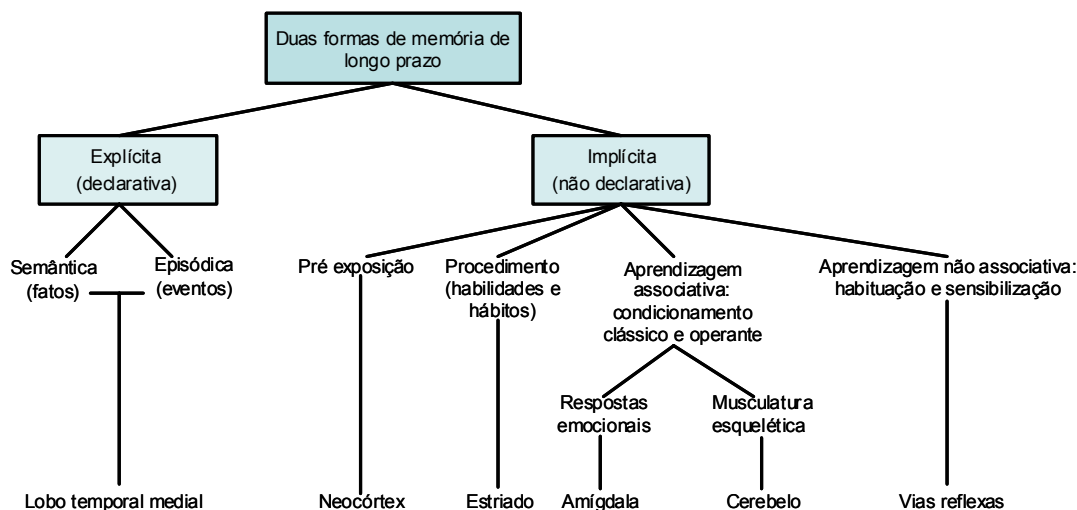 Duas formas de memória de
longo prazo
Explícita
(declarativa)
Implícita
(não declarativa)
Semântica
(fatos)
Episódica
(eventos)
Pré exposição
Procedimento
(habilidades e
hábitos)
Aprendizagem
associativa:
condicionamento
clássico e operante
Aprendizagem não associativa:
habituação e sensibilização
Respostas
emocionais
Musculatura
esquelética
Lobo temporal medial
Neocórtex
Estriado
Amígdala
Cerebelo
Vias reflexas